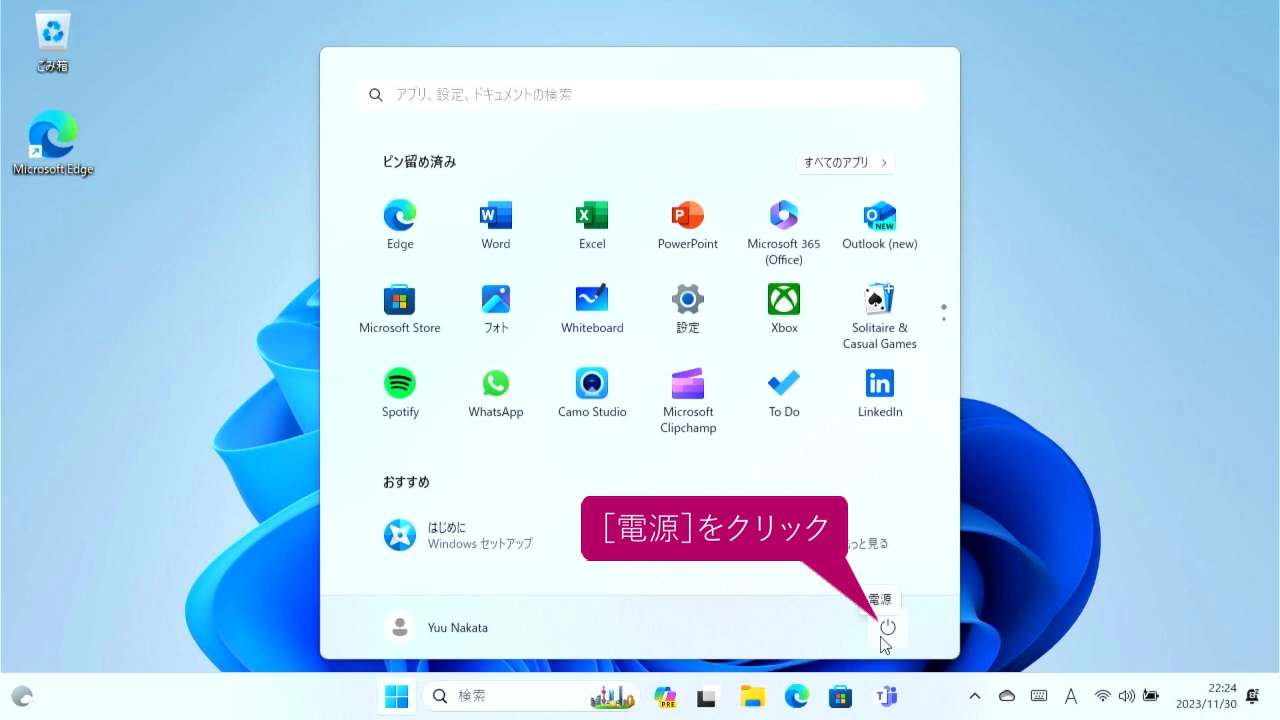 ごみ箱
Microsoft Edge
アプリ、設定、ドキュメントの検索
ピン留め済み
すべてのアプリ
Edge
Word
Excel
PowerPoint
Microsoft 365
(Office)
Outlook (new)
NEW
Microsoft Store
フォト
Whiteboard
設定
Xbox
Solitaire &
Casual Games
Spotify
WhatsApp
Camo Studio
Microsoft
Clipchamp
To Do
LinkedIn
おすすめ
はじめに
Windows セットアップ
［電源］をクリック
っと見る
電源
Yuu Nakata
検索
PRE
A
22:24
2023/11/30